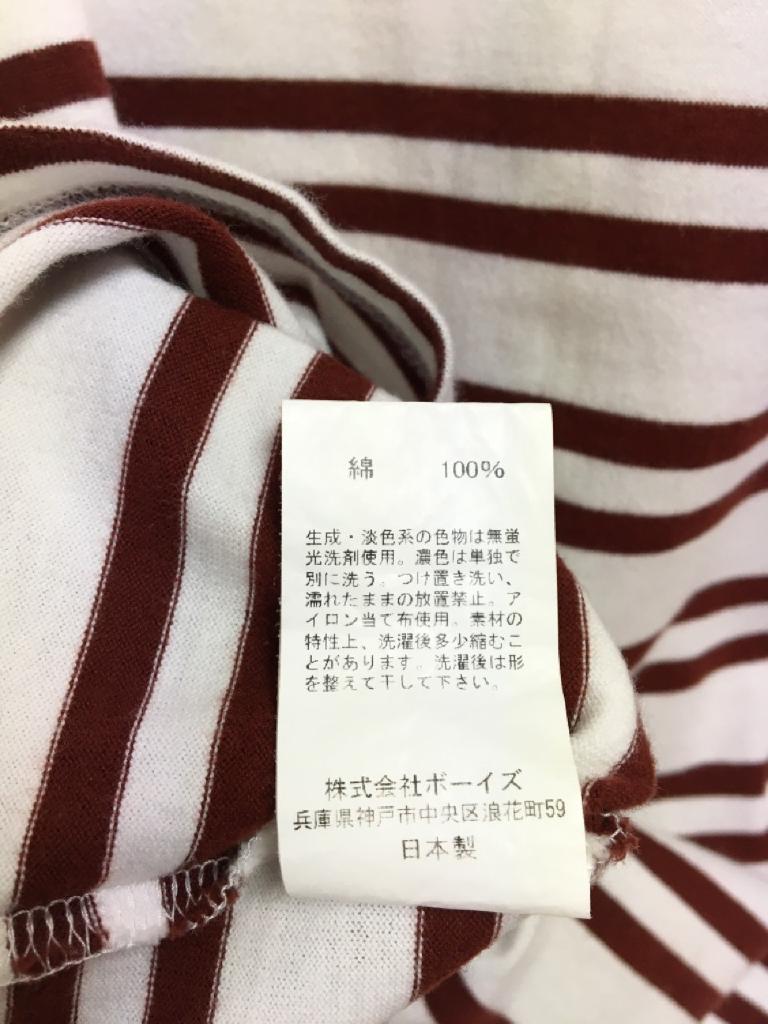 綿 100%
生成・淡色系の色物は無蛍
光洗剤使用。濃色は単独で
別に洗う。つけ置き洗い、
濡れたままの放置禁止。ア
イロン当て布使用。素材の
特性上、洗濯後多少縮むこ
とがあります。洗濯後は形
を整えて干して下さい。
株式会社ボーイズ
兵庫県神戸市中央区浪花町59
日本製